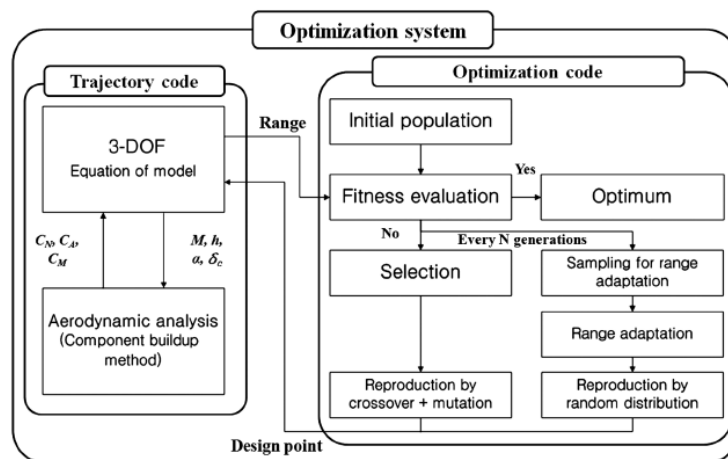 Optimization system
Trajectory code
Optimization code
3-DOF
Equation of model
Range
Initial population
Fitness evaluation
Yes
Optimum
C_N, C_A,
C_M
M, h,
α, δ_c
No
Every N generations
Selection
Sampling for range
adaptation
Aerodynamic analysis
(Component buildup
method)
Range adaptation
Reproduction by
crossover + mutation
Reproduction by
random distribution
Design point